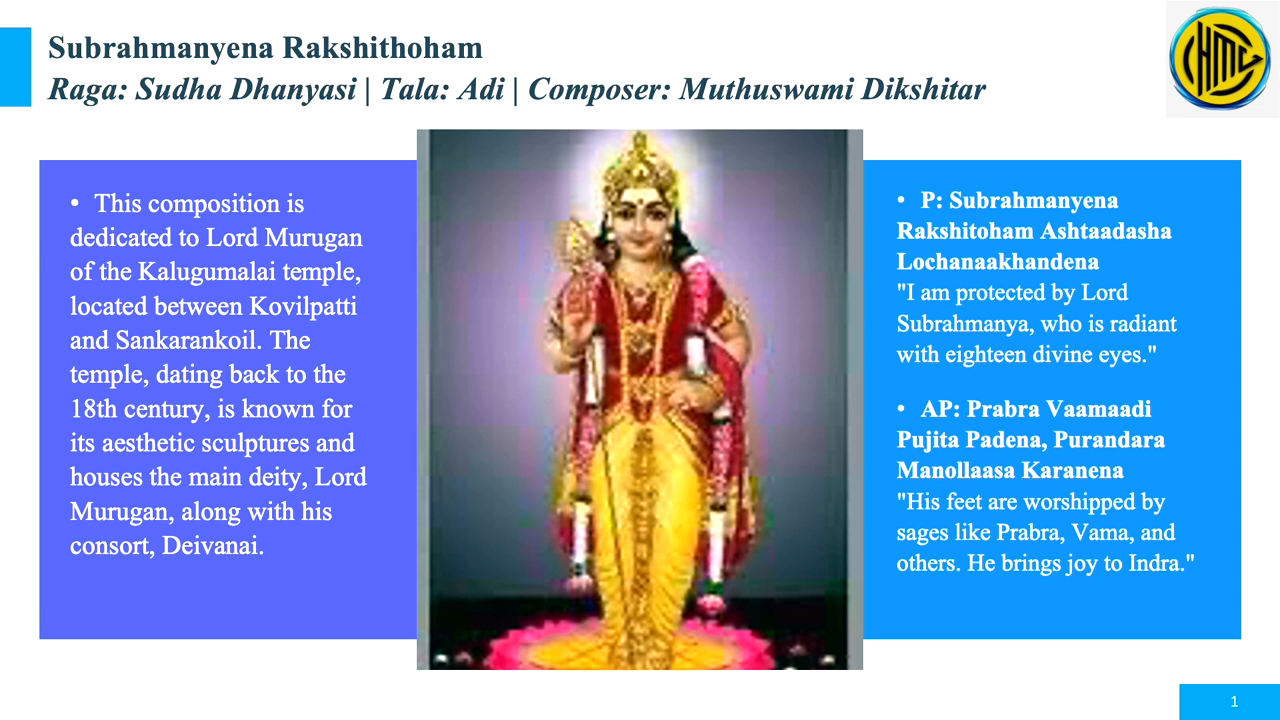 Subrahmanyena Rakshithoham
Raga: Sudha Dhanyasi | Tala: Adi | Composer: Muthuswami Dikshitar
• This composition is
dedicated to Lord Murugan
of the Kalugumalai temple,
located between Kovilpatti
and Sankarankoil. The
temple, dating back to the
18th century, is known for
its aesthetic sculptures and
houses the main deity, Lord
Murugan, along with his
consort, Deivanai.
• P: Subrahmanyena
Rakshitoham Ashtaadasha
Lochanaakhandena
"I am protected by Lord
Subrahmanya, who is radiant
with eighteen divine eyes."
• AP: Prabra Vaamaadi
Pujita Padena, Purandara
Manollaasa Karanena
"His feet are worshipped by
sages like Prabra, Vama, and
others. He brings joy to Indra."
1